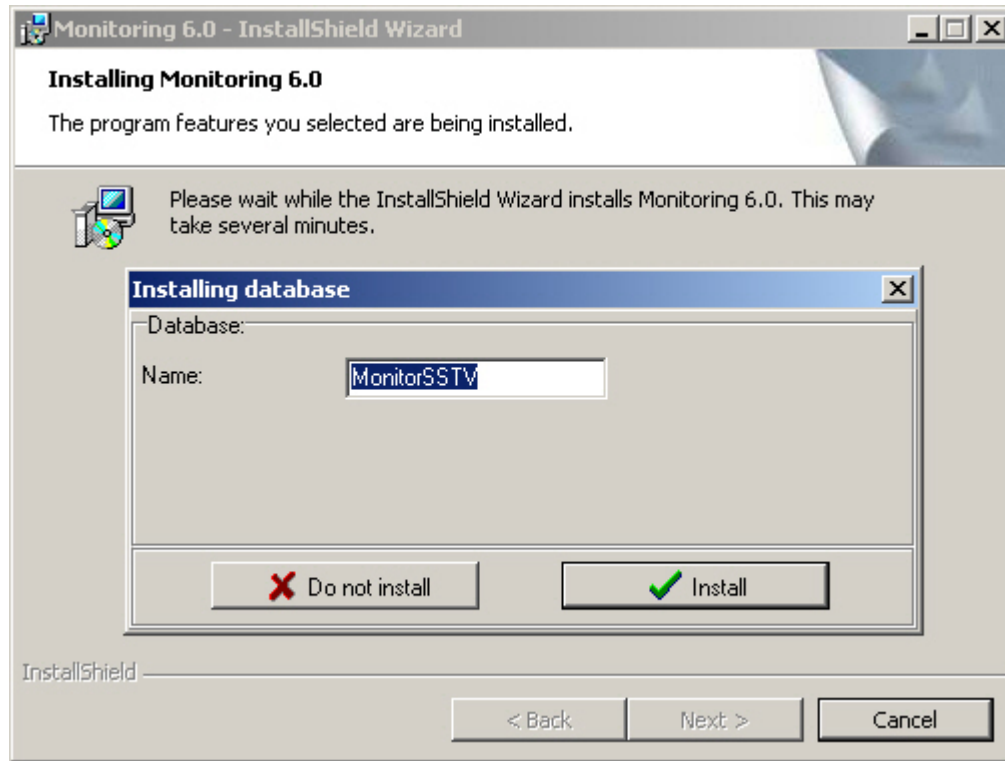 Monitoring 6.0 - InstallShield Wizard
Installing Monitoring 6.0
The program features you selected are being installed.
Please wait while the InstallShield Wizard installs Monitoring 6.0. This may
take several minutes.
Installing database
Database:
Name:
MonitorSSTV
Do not install
Install
InstallShield
< Back
Next >
Cancel